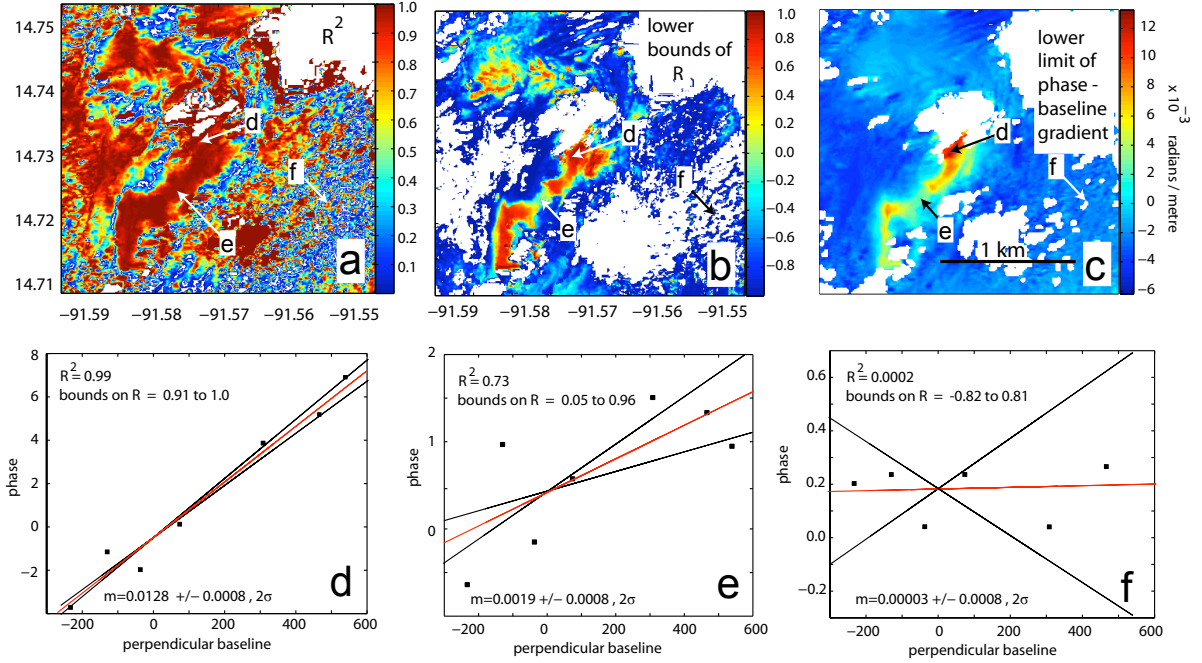 14.75
14.74
14.73
14.72
14.71
R²
d
f
e
a
−91.59
−91.58
−91.57
−91.56
−91.55
1.0
0.9
0.8
0.7
0.6
0.5
0.4
0.3
0.2
0.1
lower
bounds of
R
d
f
e
b
−91.59
−91.58
−91.57
−91.55
1.0
0.8
0.6
0.4
0.2
0.0
−0.2
−0.4
−0.6
−0.8
lower
limit of
phase -
baseline
gradient
d
f
e
1 km
c
12
10
8
6
4
2
0
−2
−4
−6
x 10⁻³ radians / metre
8
6
4
2
0
−2
phase
R² = 0.99
bounds on R = 0.91 to 1.0
m=0.0128 +/− 0.0008 , 2σ
d
−200
0
200
400
600
perpendicular baseline
2
1
0
phase
R² = 0.73
bounds on R = 0.05 to 0.96
m=0.0019 +/− 0.0008 , 2σ
e
−200
0
200
400
600
perpendicular baseline
0.6
0.4
0.2
0.0
−0.2
phase
R² = 0.0002
bounds on R = -0.82 to 0.81
m=0.00003 +/− 0.0008 , 2σ
f
−300
−200
0
200
400
600
perpendicular baseline